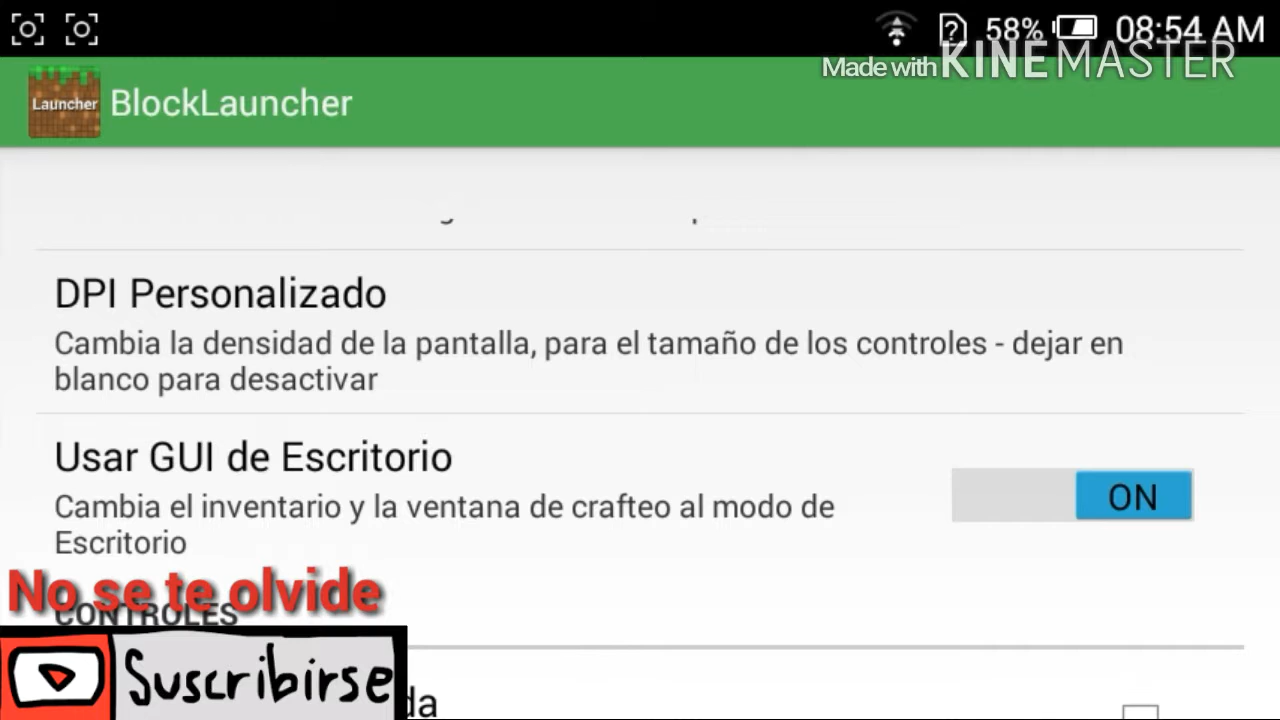 58% 08:54 AM
Made with KINEMASTER
Launcher BlockLauncher
DPI Personalizado
Cambia la densidad de la pantalla, para el tamaño de los controles - dejar en
blanco para desactivar
Usar GUI de Escritorio
ON
Cambia el inventario y la ventana de crafteo al modo de
Escritorio
No se te olvide
CONTROLES
Suscribirse
da